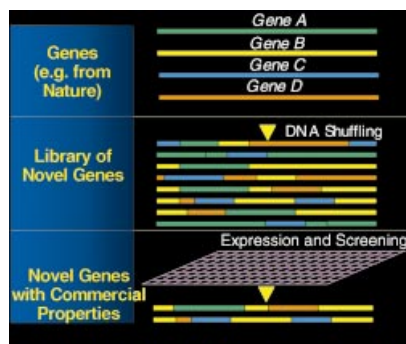 Genes
(e.g. from
Nature)
Gene A
Gene B
Gene C
Gene D
DNA Shuffling
Library of
Novel Genes
Expression and Screening
Novel Genes
with Commercial
Properties